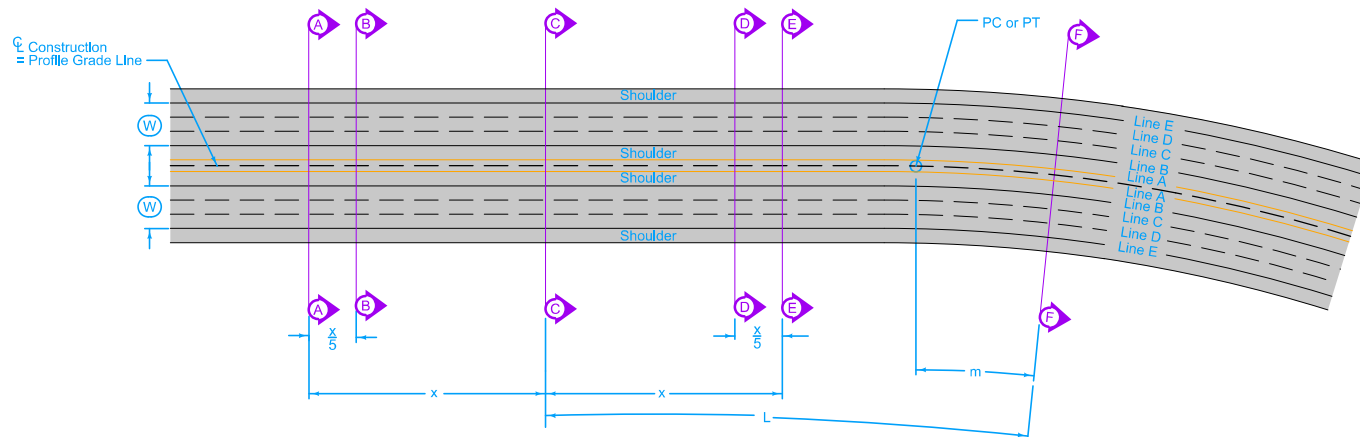 A
B
C
D
E
F
PC or PT
℄ Construction
= Profile Grade Line
Shoulder
W
Shoulder
Shoulder
W
Shoulder
Line E
Line D
Line C
Line B
Line A
Line A
Line B
Line C
Line D
Line E
A
B
C
D
E
F
x
5
x
5
m
x
x
L